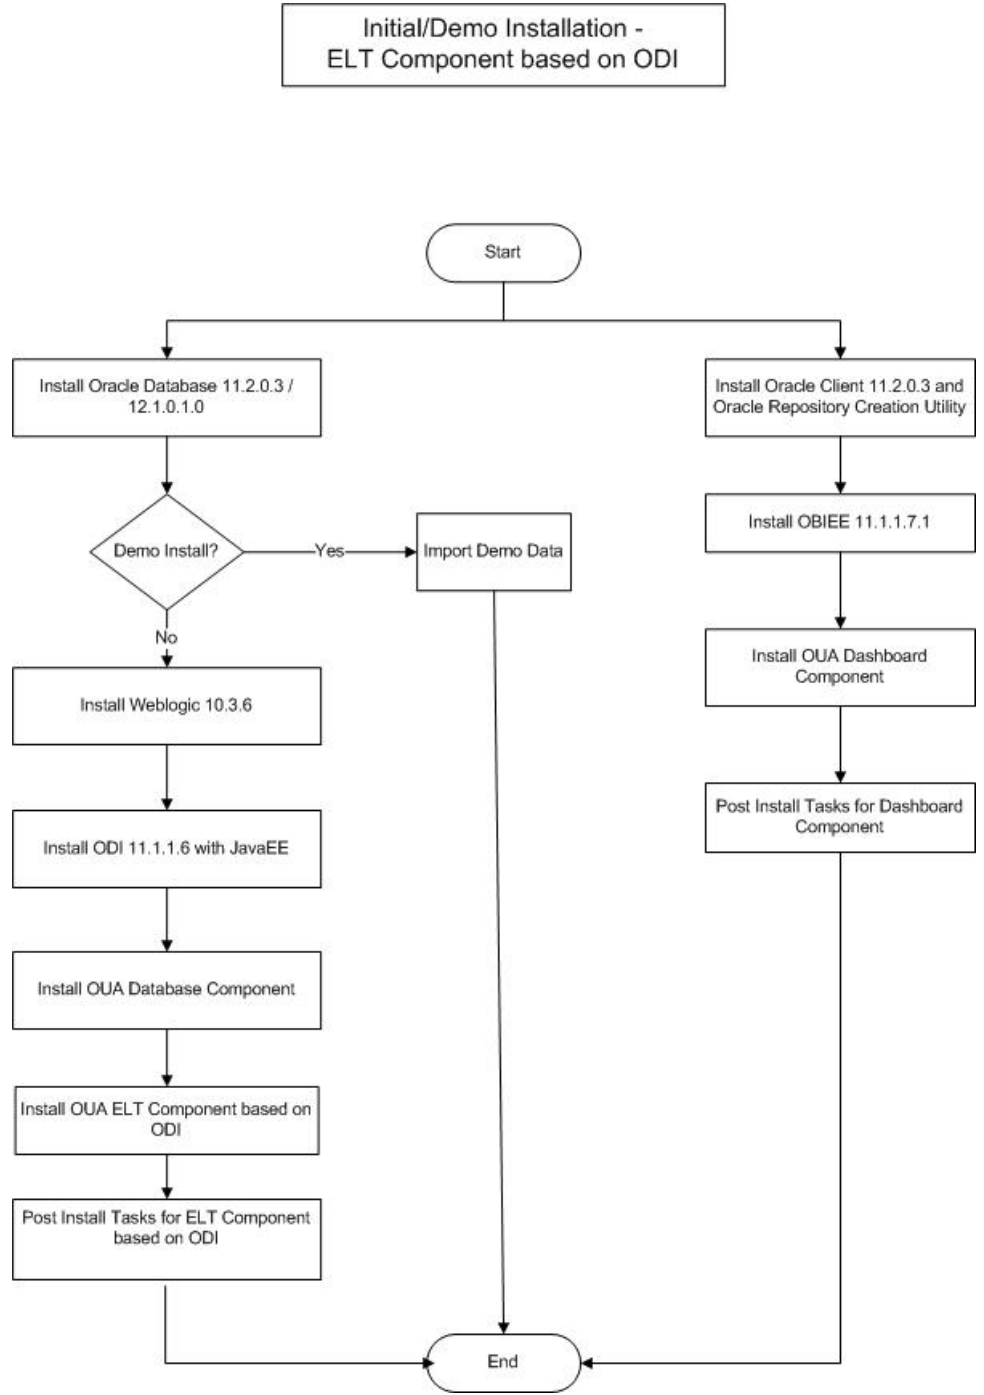 Initial/Demo Installation -
ELT Component based on ODI
Start
Install Oracle Database 11.2.0.3 /
12.1.0.1.0
Install Oracle Client 11.2.0.3 and
Oracle Repository Creation Utility
Demo Install?
Yes
Import Demo Data
Install OBIEE 11.1.1.7.1
No
Install OUA Dashboard
Component
Install Weblogic 10.3.6
Post Install Tasks for Dashboard
Component
Install ODI 11.1.1.6 with JavaEE
Install OUA Database Component
Install OUA ELT Component based on
ODI
Post Install Tasks for ELT Component
based on ODI
End